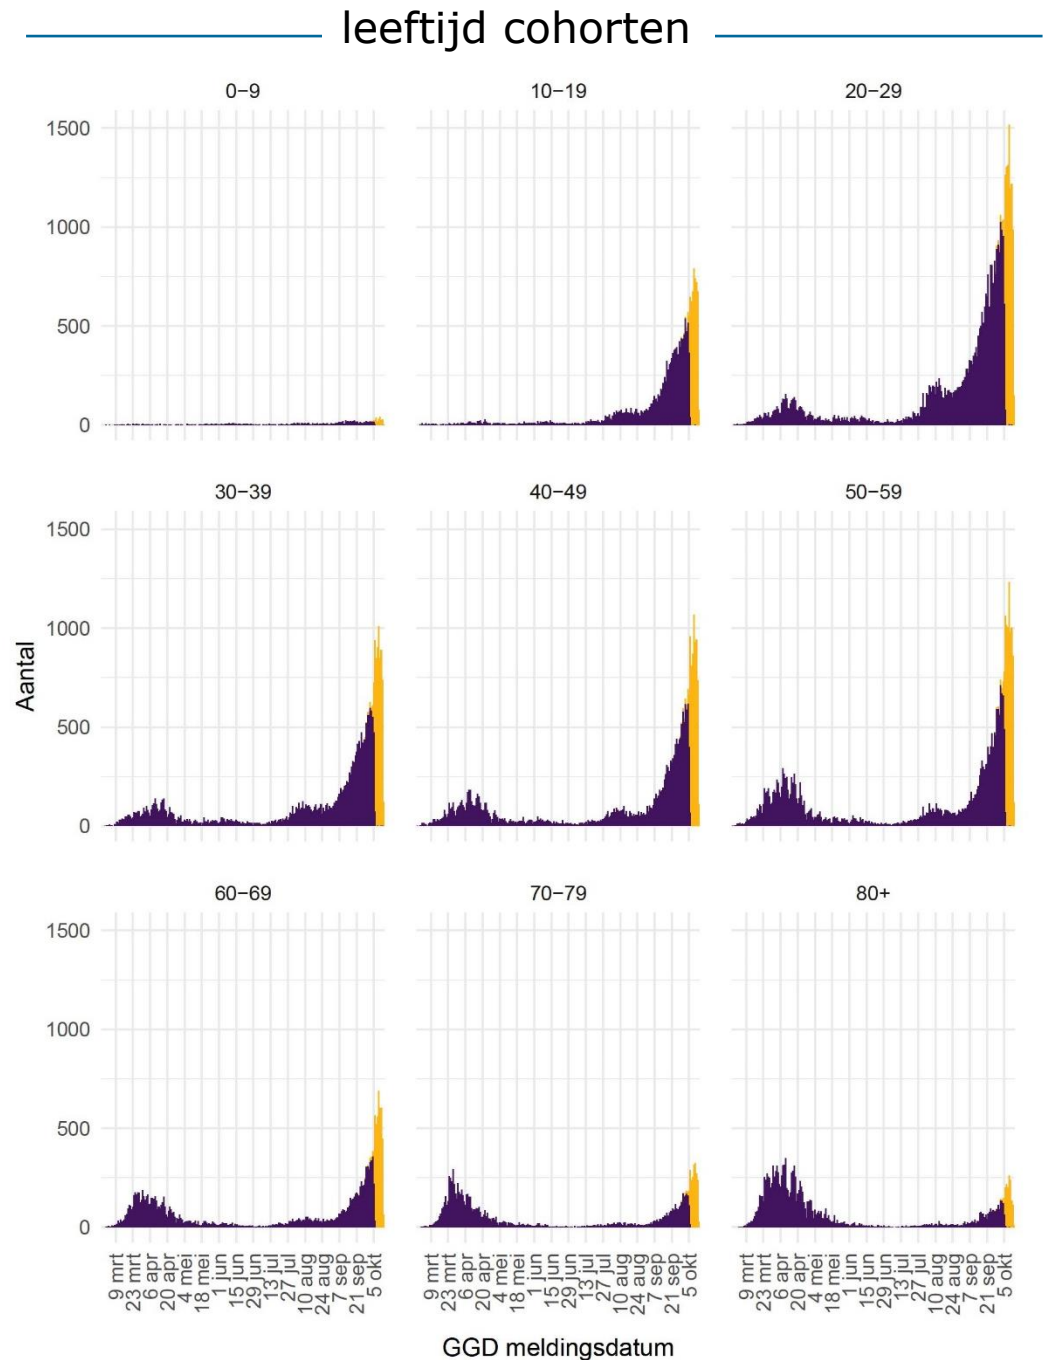 leeftijd cohorten
0−9 10−19 20−29
1500
1000
500
0
30−39 40−49 50−59
1500
1000
500
0
Aantal
60−69 70−79 80+
1500
1000
500
0
9 mrt 23 mrt 6 apr 20 apr 4 mei 18 mei 1 jun 15 jun 29 jun 13 jul 27 jul 10 aug 24 aug 7 sep 21 sep 5 okt
9 mrt 23 mrt 6 apr 20 apr 4 mei 18 mei 1 jun 15 jun 29 jun 13 jul 27 jul 10 aug 24 aug 7 sep 21 sep 5 okt
9 mrt 23 mrt 6 apr 20 apr 4 mei 18 mei 1 jun 15 jun 29 jun 13 jul 27 jul 10 aug 24 aug 7 sep 21 sep 5 okt
GGD meldingsdatum